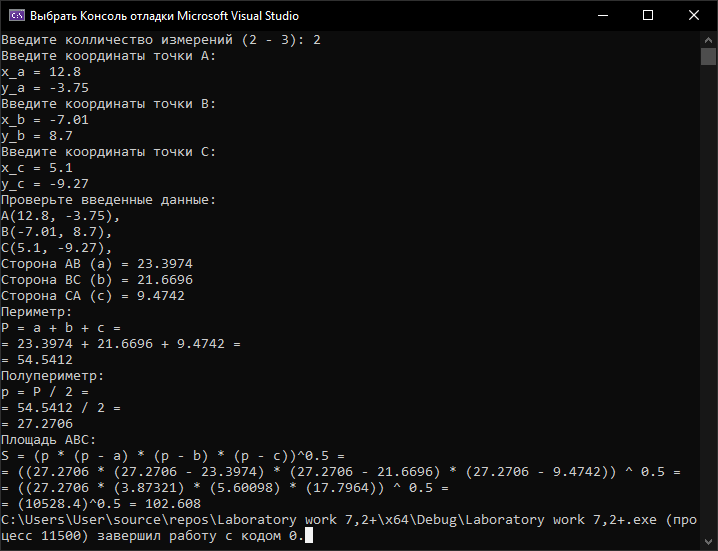 Выбрать Консоль отладки Microsoft Visual Studio
Введите колличество измерений (2 - 3): 2
Введите координаты точки A:
x_a = 12.8
y_a = -3.75
Введите координаты точки B:
x_b = -7.01
y_b = 8.7
Введите координаты точки C:
x_c = 5.1
y_c = -9.27
Проверьте введенные данные:
A(12.8, -3.75),
B(-7.01, 8.7),
C(5.1, -9.27),
Сторона AB (a) = 23.3974
Сторона BC (b) = 21.6696
Сторона CA (c) = 9.4742
Периметр:
P = a + b + c =
= 23.3974 + 21.6696 + 9.4742 =
= 54.5412
Полупериметр:
p = P / 2 =
= 54.5412 / 2 =
= 27.2706
Площадь ABC:
S = (p * (p - a) * (p - b) * (p - c))^0.5 =
= ((27.2706 * (27.2706 - 23.3974) * (27.2706 - 21.6696) * (27.2706 - 9.4742)) ^ 0.5 =
= ((27.2706 * (3.87321) * (5.60098) * (17.7964)) ^ 0.5 =
= (10528.4)^0.5 = 102.608
C:\Users\User\source\repos\Laboratory work 7,2+\x64\Debug\Laboratory work 7,2+.exe (про
цесс 11500) завершил работу с кодом 0.